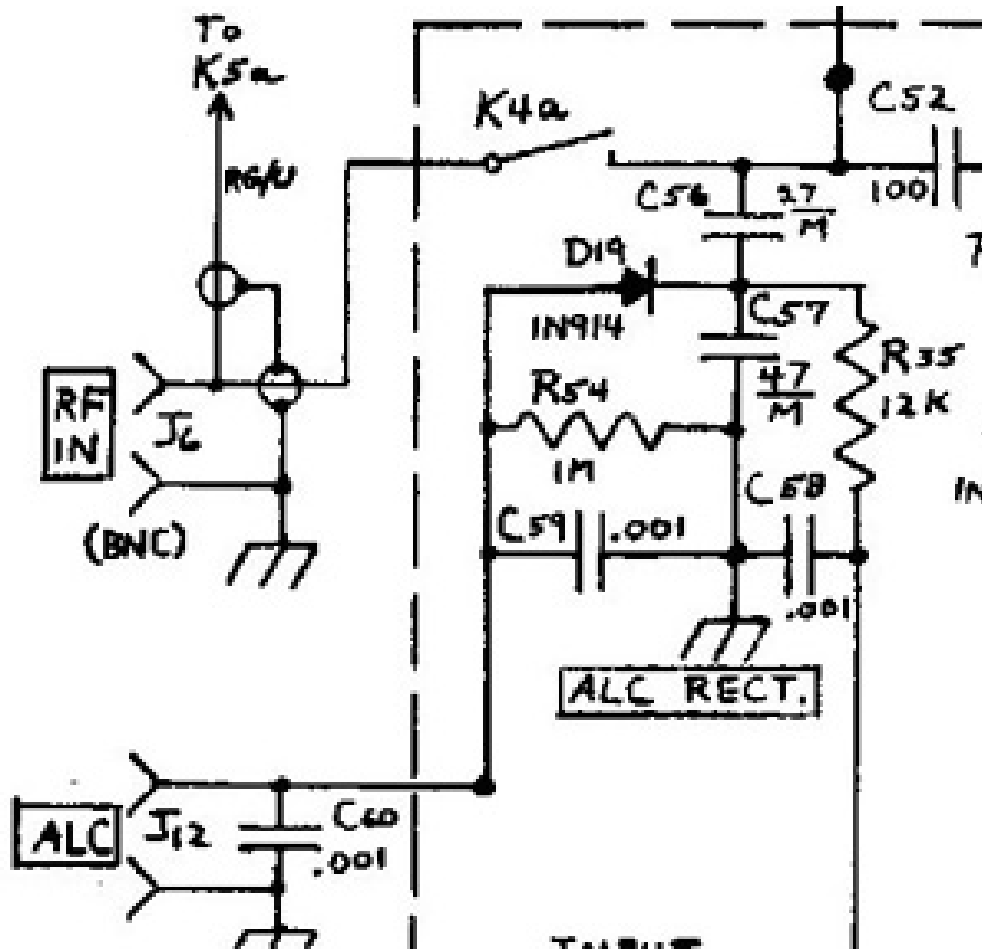 To
K5a
K4a
C52
RG/U
100
C56
27
M
D19
1N914
C57
47
M
R35
12K
RF
IN
J6
R54
1M
(BNC)
C59
.001
C58
.001
IN
ALC RECT.
ALC
J12
C60
.001